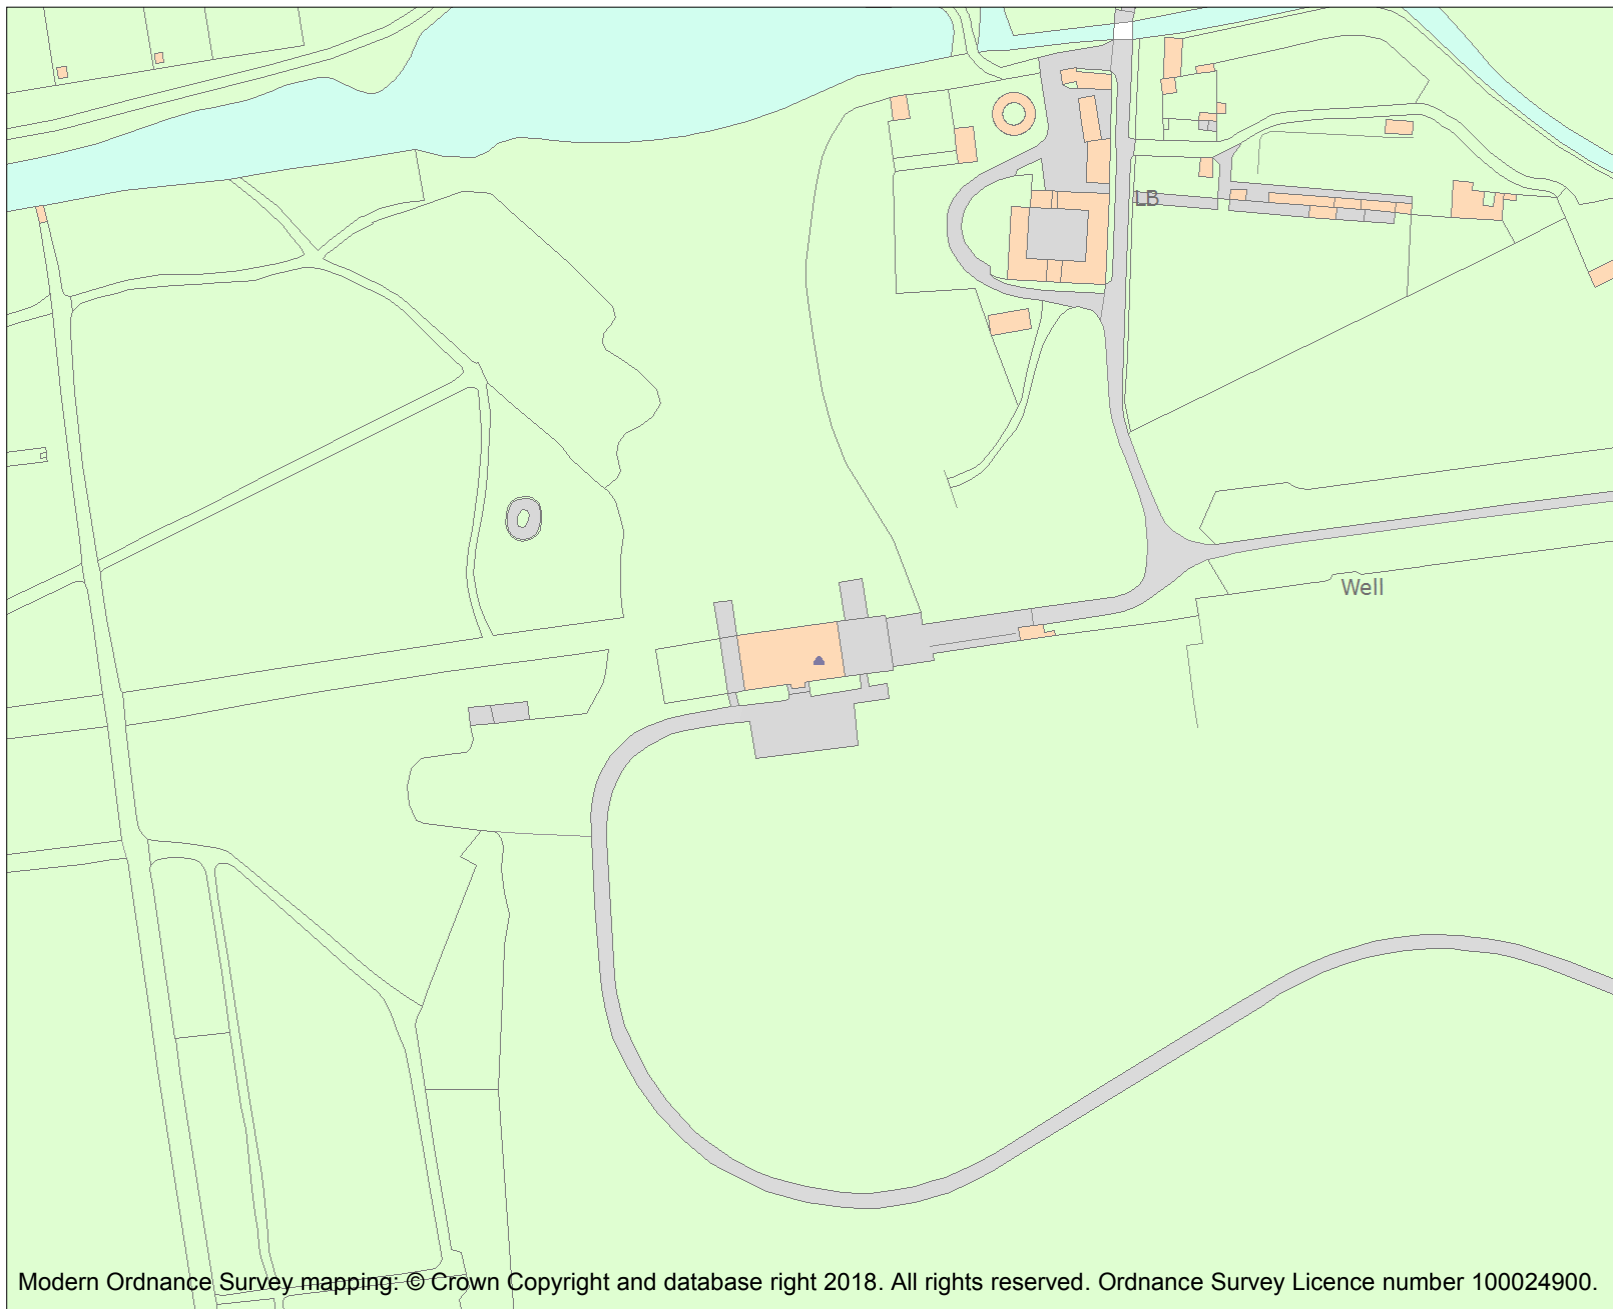 LB
Well
Modern Ordnance Survey mapping: © Crown Copyright and database right 2018. All rights reserved. Ordnance Survey Licence number 100024900.